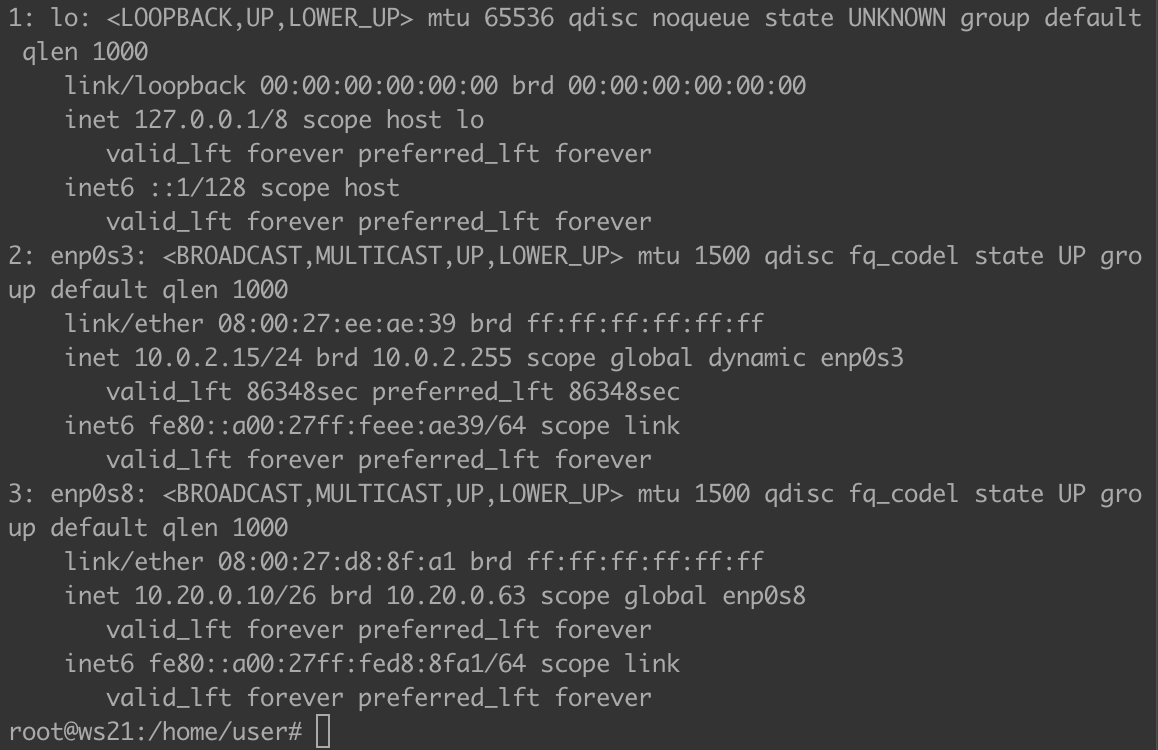 1: lo: <LOOPBACK,UP,LOWER_UP> mtu 65536 qdisc noqueue state UNKNOWN group default
 qlen 1000
    link/loopback 00:00:00:00:00:00 brd 00:00:00:00:00:00
    inet 127.0.0.1/8 scope host lo
       valid_lft forever preferred_lft forever
    inet6 ::1/128 scope host
       valid_lft forever preferred_lft forever
2: enp0s3: <BROADCAST,MULTICAST,UP,LOWER_UP> mtu 1500 qdisc fq_codel state UP gro
up default qlen 1000
    link/ether 08:00:27:ee:ae:39 brd ff:ff:ff:ff:ff:ff
    inet 10.0.2.15/24 brd 10.0.2.255 scope global dynamic enp0s3
       valid_lft 86348sec preferred_lft 86348sec
    inet6 fe80::a00:27ff:feee:ae39/64 scope link
       valid_lft forever preferred_lft forever
3: enp0s8: <BROADCAST,MULTICAST,UP,LOWER_UP> mtu 1500 qdisc fq_codel state UP gro
up default qlen 1000
    link/ether 08:00:27:d8:8f:a1 brd ff:ff:ff:ff:ff:ff
    inet 10.20.0.10/26 brd 10.20.0.63 scope global enp0s8
       valid_lft forever preferred_lft forever
    inet6 fe80::a00:27ff:fed8:8fa1/64 scope link
       valid_lft forever preferred_lft forever
root@ws21:/home/user#